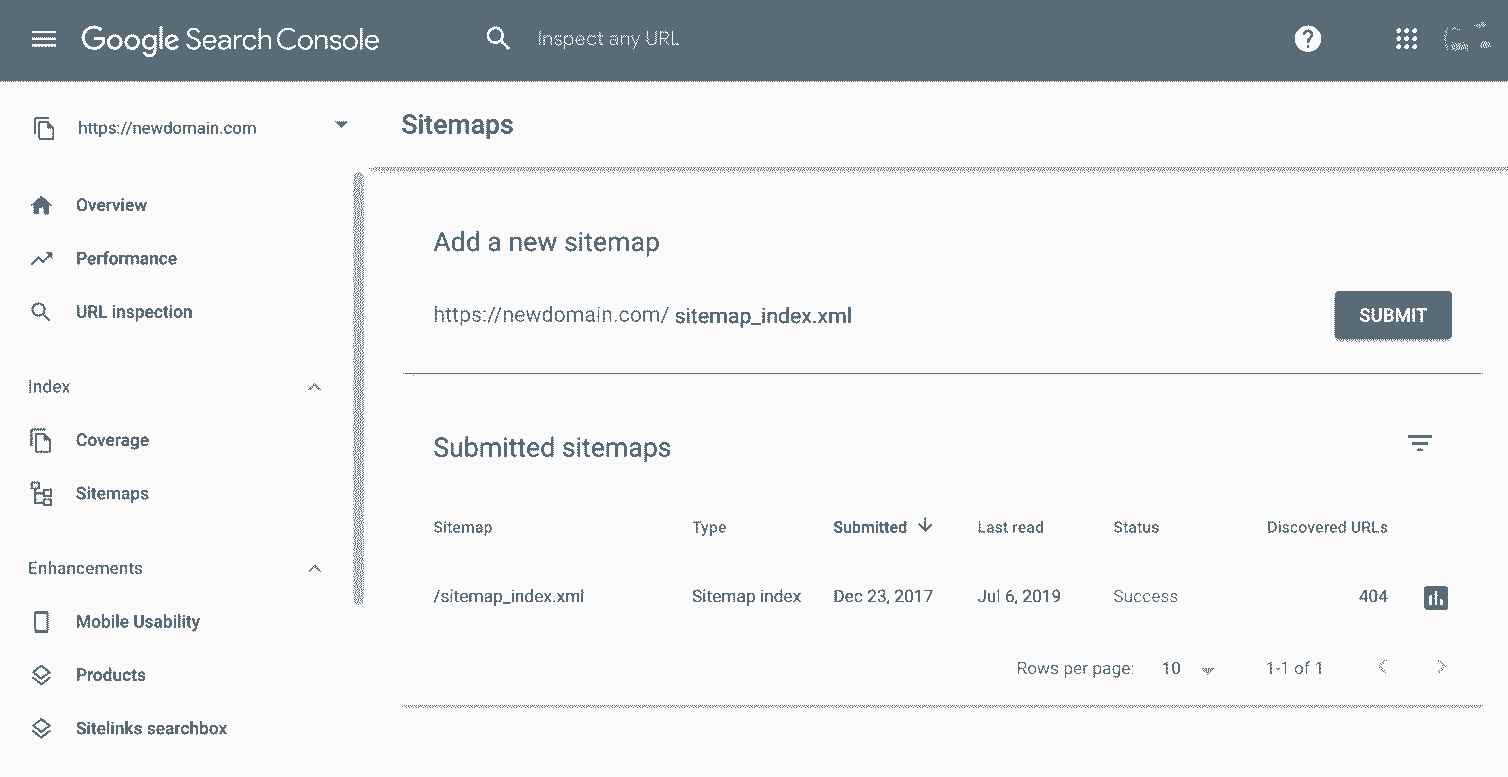 Google Search Console
Inspect any URL
https://newdomain.com
Sitemaps
Overview
Performance
URL inspection
Index
Coverage
Sitemaps
Enhancements
Mobile Usability
Products
Sitelinks searchbox
Add a new sitemap
https://newdomain.com/ sitemap_index.xml
SUBMIT
Submitted sitemaps
Sitemap Type Submitted Last read Status Discovered URLs
/sitemap_index.xml Sitemap index Dec 23, 2017 Jul 6, 2019 Success 404
Rows per page: 10 1-1 of 1